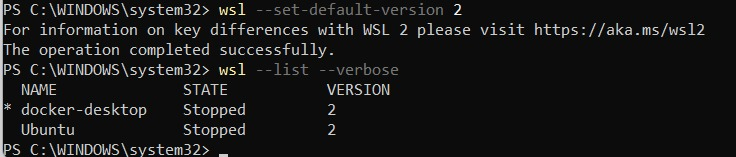 PS C:\WINDOWS\system32> wsl --set-default-version 2
For information on key differences with WSL 2 please visit https://aka.ms/wsl2
The operation completed successfully.
PS C:\WINDOWS\system32> wsl --list --verbose
  NAME              STATE           VERSION
* docker-desktop    Stopped         2
  Ubuntu            Stopped         2
PS C:\WINDOWS\system32>